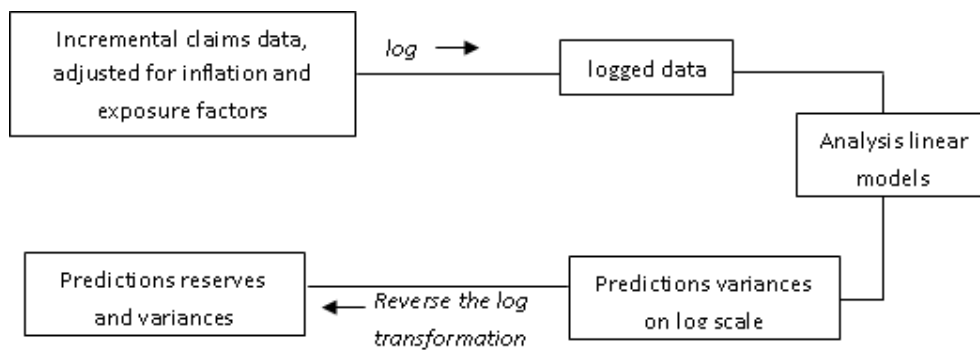 Incremental claims data,
adjusted for inflation and
exposure factors
log
logged data
Analysis linear
models
Predictions variances
on log scale
Reverse the log
transformation
Predictions reserves
and variances